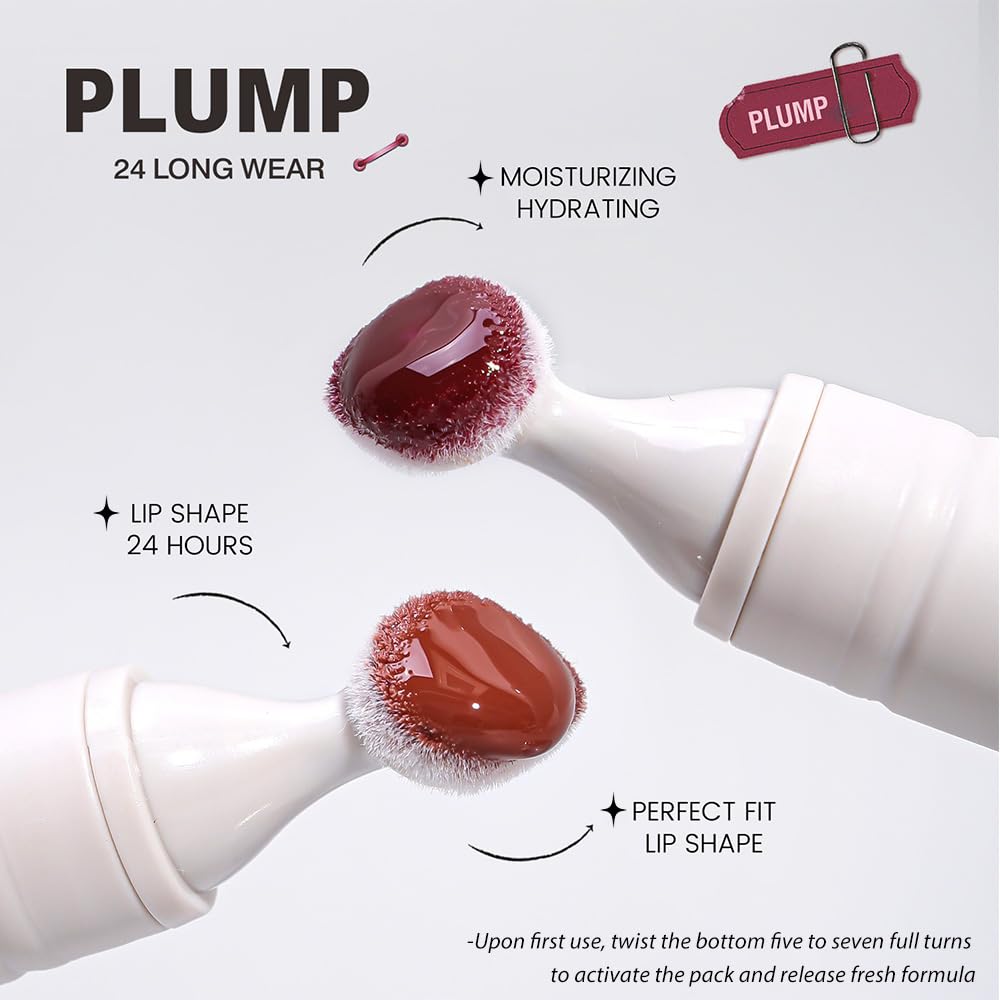 PLUMP
24 LONG WEAR
PLUMP
MOISTURIZING
HYDRATING
LIP SHAPE
24 HOURS
PERFECT FIT
LIP SHAPE
-Upon first use, twist the bottom five to seven full turns
to activate the pack and release fresh formula